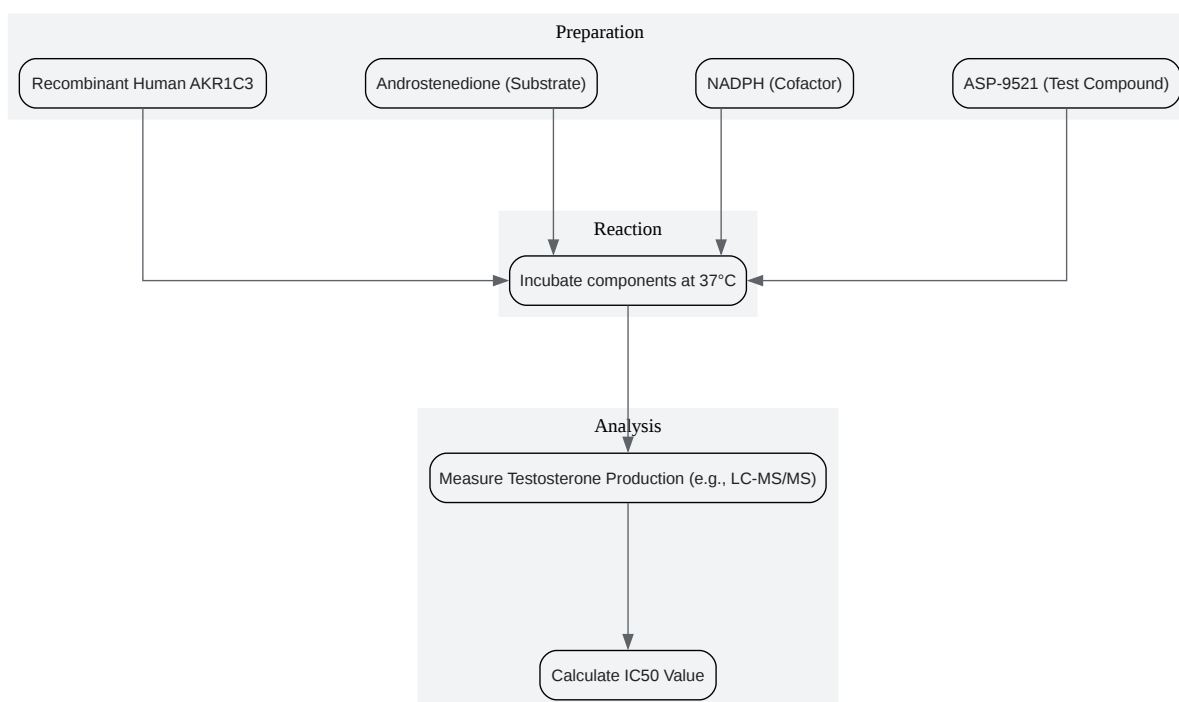 Preparation
Recombinant Human AKR1C3
Androstenedione (Substrate)
NADPH (Cofactor)
ASP-9521 (Test Compound)
Reaction
Incubate components at 37°C
Analysis
Measure Testosterone Production (e.g., LC-MS/MS)
Calculate IC50 Value